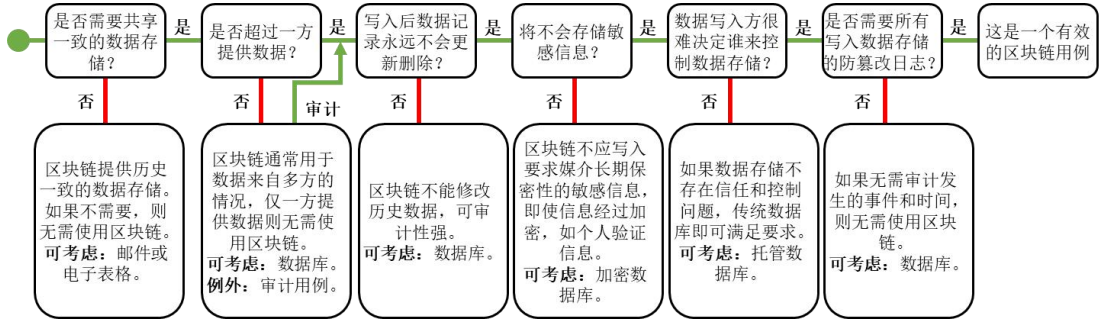 是否需要共享
一致的数据存
储？
是
是否超过一方
提供数据？
是
写入后数据记
录永远不会更
新删除？
是
将不会存储敏
感信息？
是
数据写入方很
难决定谁来控
制数据存储？
是
是否需要所有
写入数据存储
的防篡改日志？
是
这是一个有效
的区块链用例
否
否
审计
否
否
否
否
区块链提供历史
一致的数据存储。
如果不需要，则
无需使用区块链。
可考虑：邮件或
电子表格。
区块链通常用于
数据来自多方的
情况，仅一方提
供数据则无需使
用区块链。
可考虑：数据库。
例外：审计用例。
区块链不能修改
历史数据，可审
计性强。
可考虑：数据库。
区块链不应写入
要求媒介长期保
密性的敏感信息，
即使信息经过加
密，如个人验证
信息。
可考虑：加密数
据库。
如果数据存储不
存在信任和控制
问题，传统数据
库即可满足要求。
可考虑：托管数
据库。
如果无需审计发
生的事件和时间，
则无需使用区块
链。
可考虑：数据库。